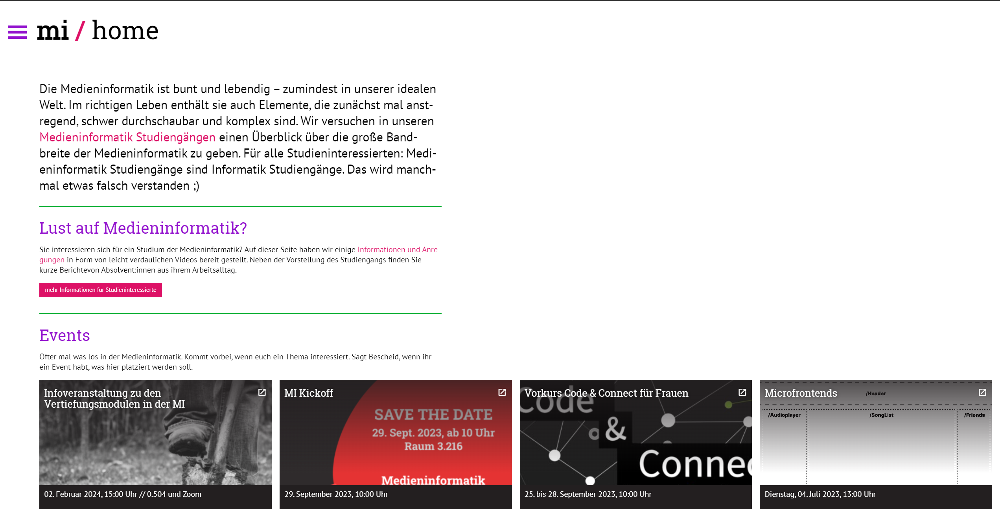 mi / home
Die Medieninformatik ist bunt und lebendig – zumindest in unserer idealen
Welt. Im richtigen Leben enthält sie auch Elemente, die zunächst mal anst-
regend, schwer durchschaubar und komplex sind. Wir versuchen in unseren
Medieninformatik Studiengängen einen Überblick über die große Band-
breite der Medieninformatik zu geben. Für alle Studieninteressierten: Medi-
eninformatik Studiengänge sind Informatik Studiengänge. Das wird manch-
mal etwas falsch verstanden ;)
Lust auf Medieninformatik?
Sie interessieren sich für ein Studium der Medieninformatik? Auf dieser Seite haben wir einige Informationen und Anre-
gungen in Form von leicht verdaulichen Videos bereit gestellt. Neben der Vorstellung des Studiengangs finden Sie
kurze Berichtevon Absolvent:innen aus ihrem Arbeitsalltag.
mehr Informationen für Studieninteressierte
Events
Öfter mal was los in der Medieninformatik. Kommt vorbei, wenn euch ein Thema interessiert. Sagt Bescheid, wenn ihr
ein Event habt, was hier platziert werden soll.
Infoveranstaltung zu den
Vertiefungsmodulen in der MI
02. Februar 2024, 15:00 Uhr // 0.504 und Zoom
MI Kickoff
SAVE THE DATE
29. Sept. 2023, ab 10 Uhr
Raum 3.216
Medieninformatik
29. September 2023, 10:00 Uhr
Vorkurs Code & Connect für Frauen
Code
&
Connec
25. bis 28. September 2023, 10:00 Uhr
Microfrontends
/Header
/Audioplayer
/SongList
/Friends
Dienstag, 04. Juli 2023, 13:00 Uhr